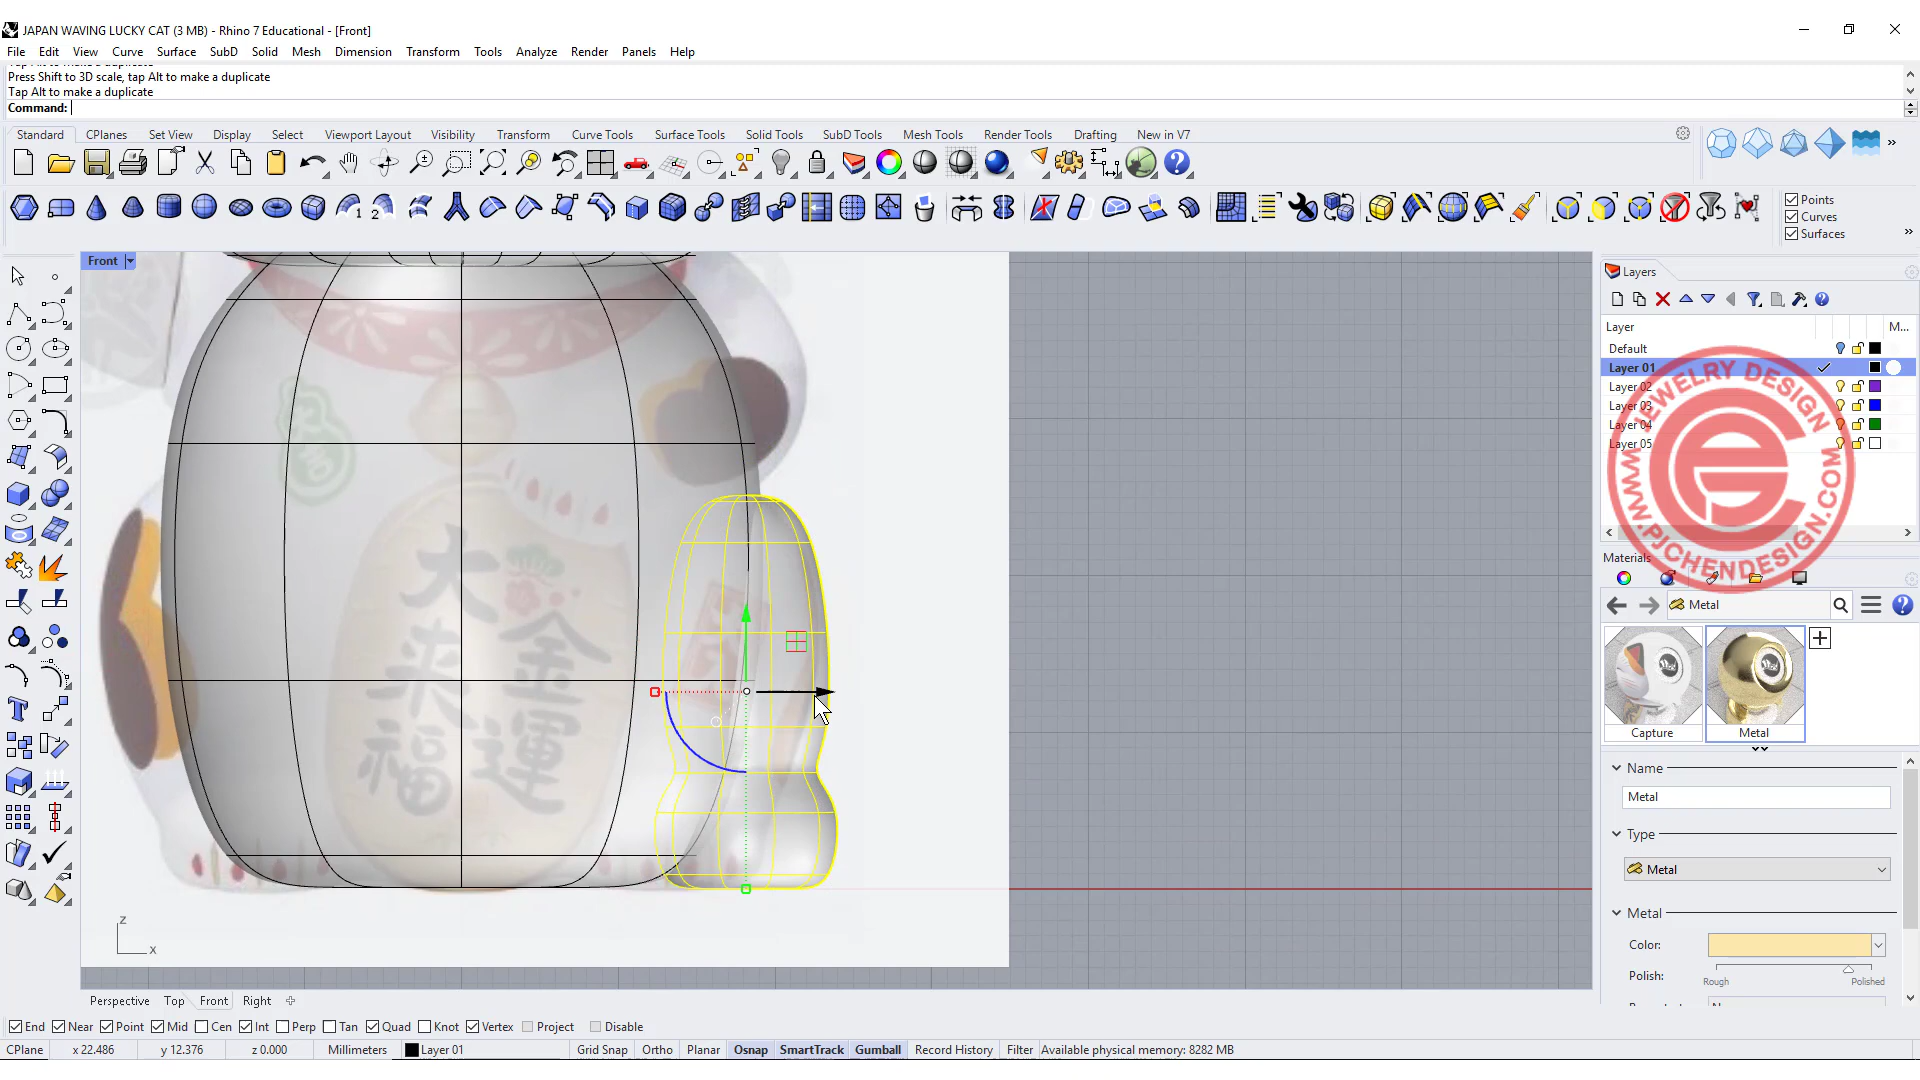 JAPAN WAVING LUCKY CAT (3 MB) - Rhino 7 Educational - [Front]
File Edit View Curve Surface SubD Solid Mesh Dimension Transform Tools Analyze Render Panels Help
Press Shift to 3D scale, tap Alt to make a duplicate
Tap Alt to make a duplicate
Command:
Standard CPlanes Set View Display Select Viewport Layout Visibility Transform Curve Tools Surface Tools Solid Tools SubD Tools Mesh Tools Render Tools Drafting New in V7
Points
Curves
Surfaces
Front
Layers
Layer M...
Default
Layer 01
Layer 02
Layer 03
Layer 04
Layer 05
JEWELRY DESIGN
WWW.PJCHENDESIGN.COM
大
来
福
金
運
Materials
Metal
Capture Metal
Name
Metal
Type
Metal
Metal
Color:
Polish:
Rough Polished
z
x
Perspective Top Front Right
End Near Point Mid Cen Int Perp Tan Quad Knot Vertex Project Disable
CPlane x 22.486 y 12.376 z 0.000 Millimeters Layer 01 Grid Snap Ortho Planar Osnap SmartTrack Gumball Record History Filter Available physical memory: 8282 MB